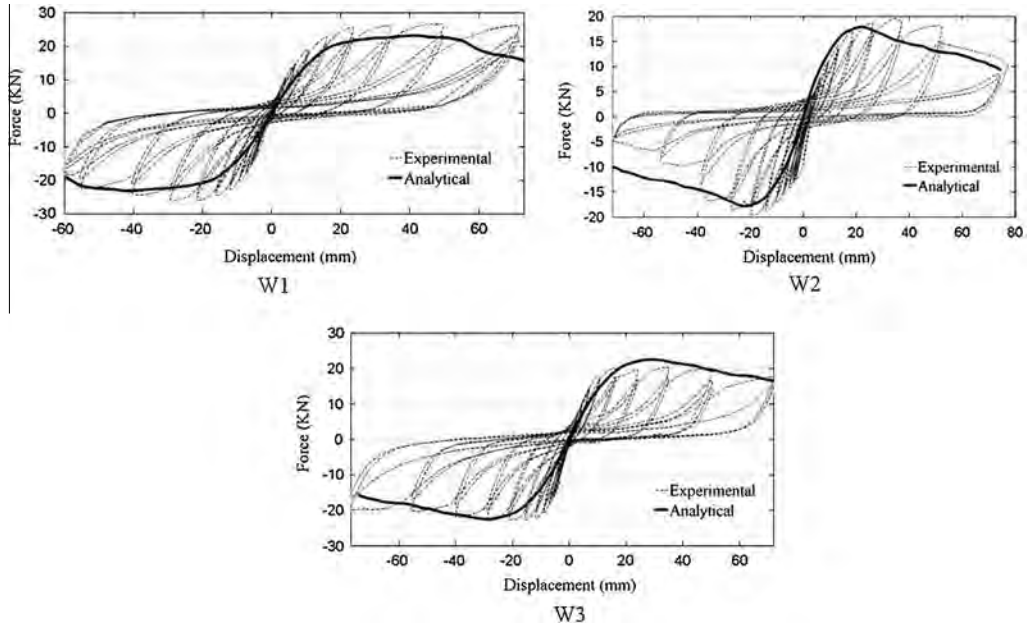 30
20
10
0
-10
-20
-30
Force (KN)
Experimental
Analytical
-60 -40 -20 0 20 40 60
Displacement (mm)
W1
20
15
10
5
0
-5
-10
-15
-20
Force (KN)
Experimental
Analytical
-60 -40 -20 0 20 40 60 80
Displacement (mm)
W2
30
20
10
0
-10
-20
-30
Force (KN)
Experimental
Analytical
-60 -40 -20 0 20 40 60
Displacement (mm)
W3